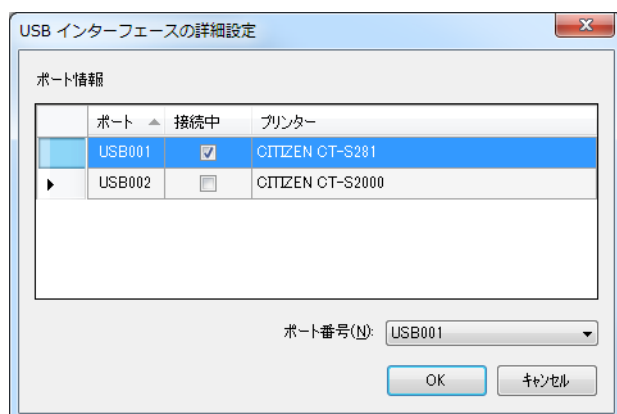 USB インターフェースの詳細設定
ポート情報
ポート 接続中 プリンター
USB001 CITIZEN CT-S281
USB002 CITIZEN CT-S2000
ポート番号(N): USB001
OK キャンセル